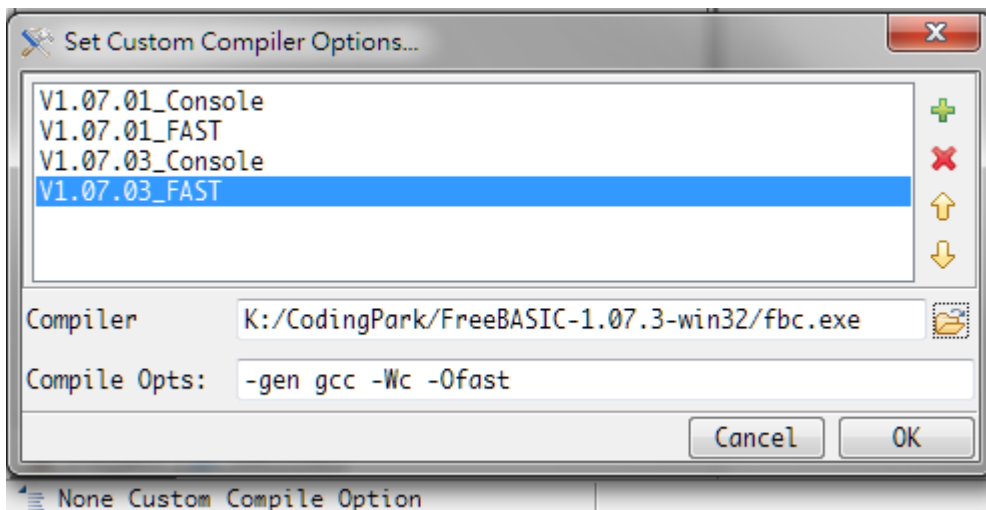 Set Custom Compiler Options...
V1.07.01_Console
V1.07.01_FAST
V1.07.03_Console
V1.07.03_FAST
Compiler K:/CodingPark/FreeBASIC-1.07.3-win32/fbc.exe
Compile Opts: -gen gcc -Wc -Ofast
Cancel OK
None Custom Compile Option